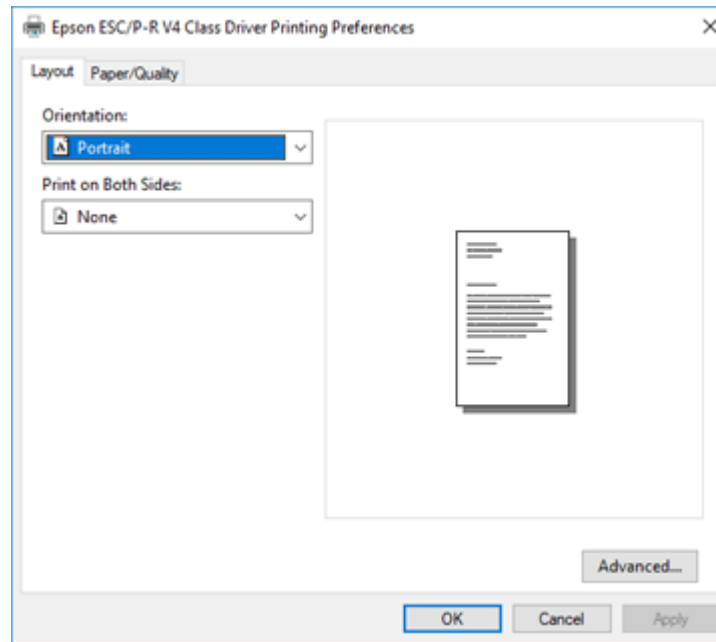 Epson ESC/P-R V4 Class Driver Printing Preferences
Layout Paper/Quality
Orientation:
Portrait
Print on Both Sides:
None
Advanced...
OK Cancel Apply